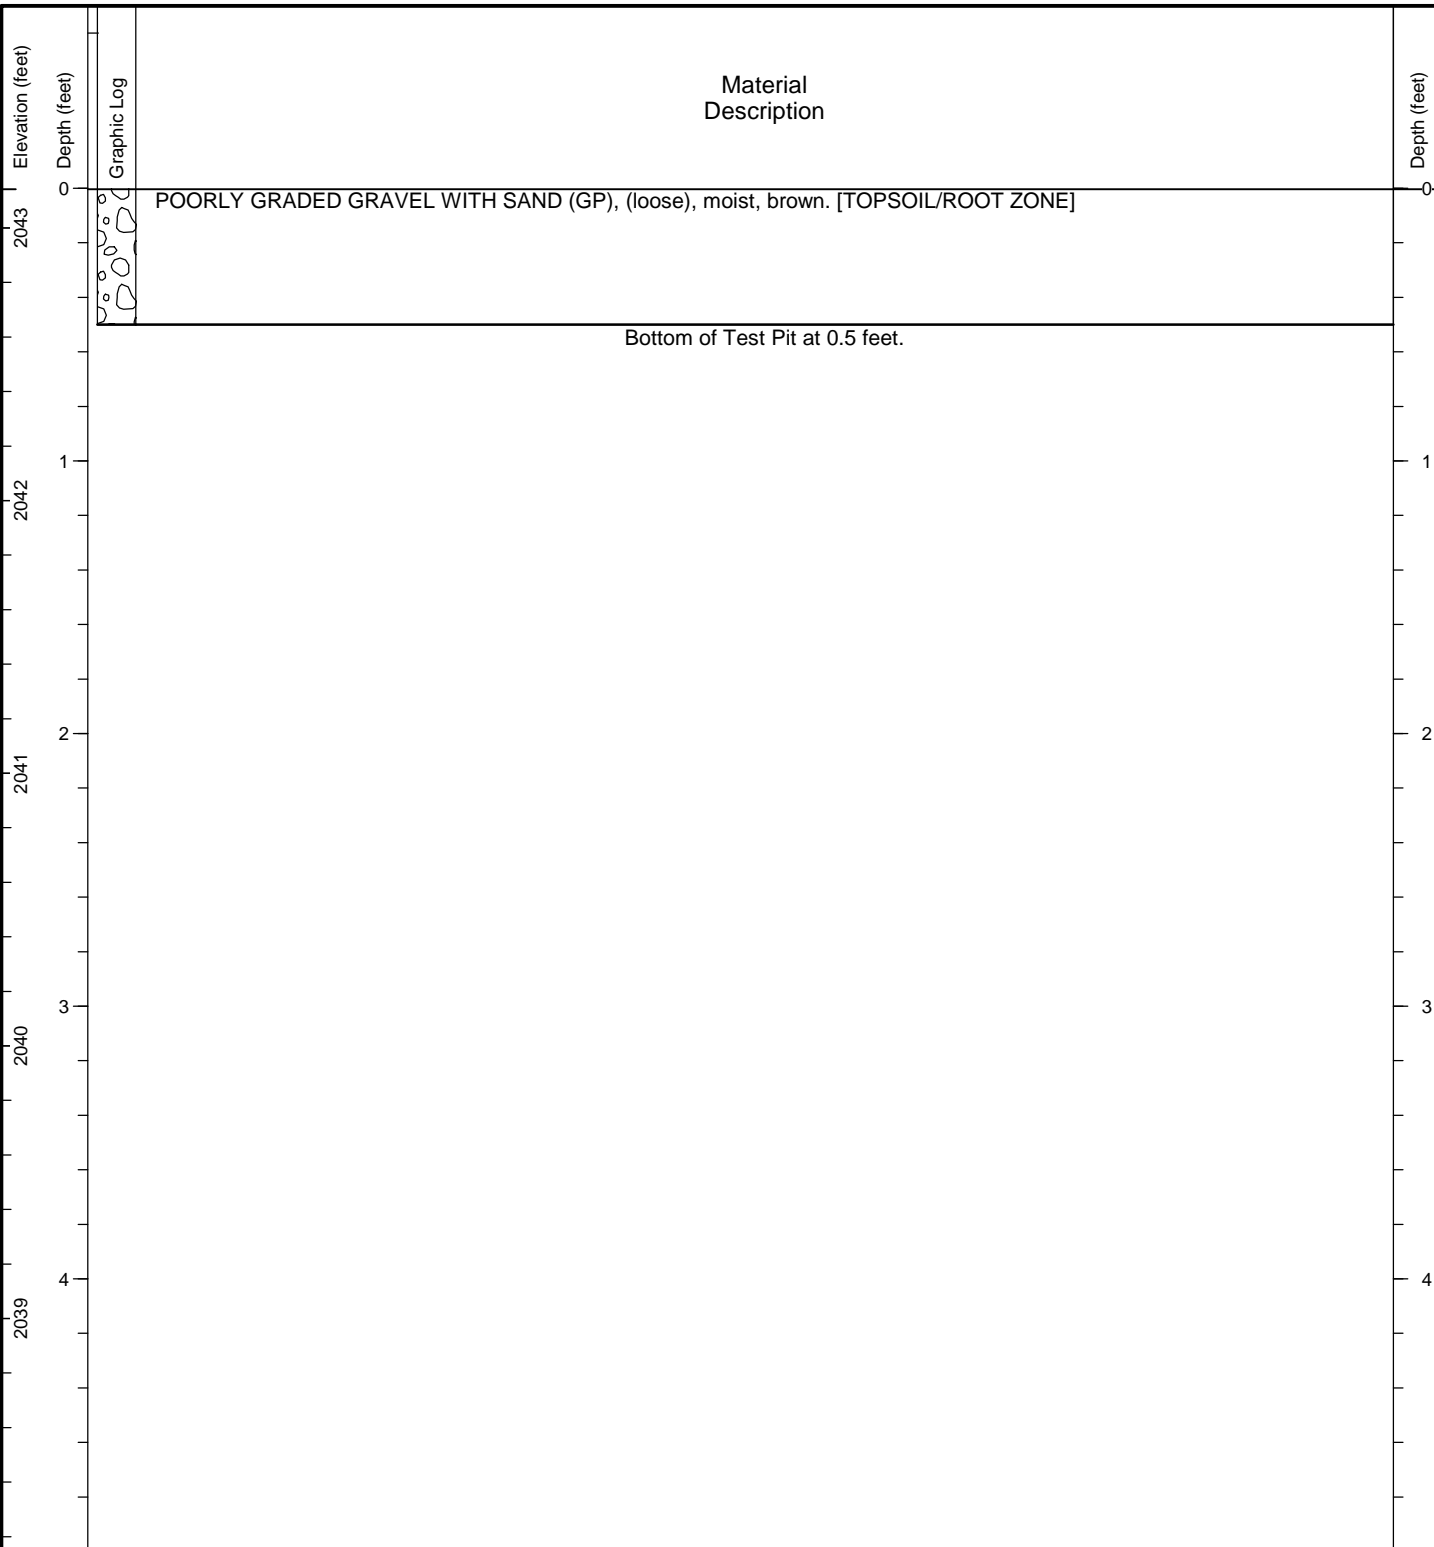 Elevation (feet)
Depth (feet)
Graphic Log
Material
Description
Depth (feet)
0
POORLY GRADED GRAVEL WITH SAND (GP), (loose), moist, brown. [TOPSOIL/ROOT ZONE]
0
2043
Bottom of Test Pit at 0.5 feet.
1
1
2042
2
2
2041
3
3
2040
4
4
2039